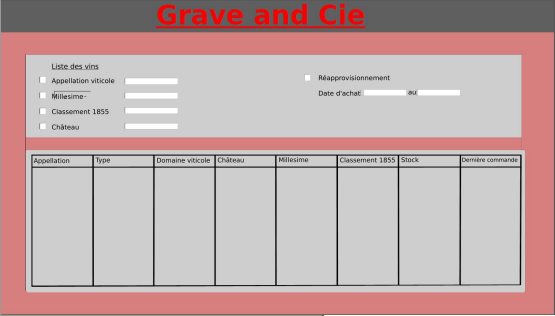 Grave and Cie
Liste des vins
Appellation viticole
Millesime
Classement 1855
Château
Réapprovisionnement
Date d'achat au
Appellation Type Domaine viticole Château Millesime Classement 1855 Stock Dernière commande